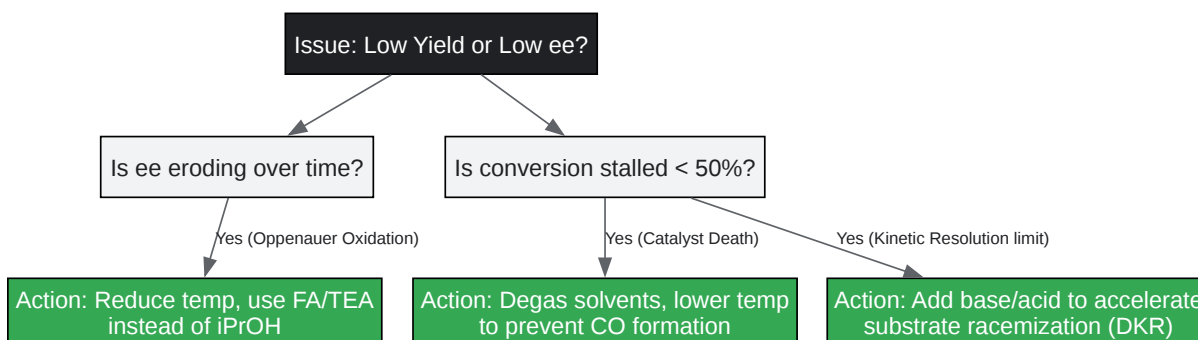 Issue: Low Yield or Low ee?
Is ee eroding over time?
Is conversion stalled < 50%?
Yes (Oppenauer Oxidation)
Yes (Catalyst Death)
Yes (Kinetic Resolution limit)
Action: Reduce temp, use FA/TEA
instead of iPrOH
Action: Degas solvents, lower temp
to prevent CO formation
Action: Add base/acid to accelerate
substrate racemization (DKR)